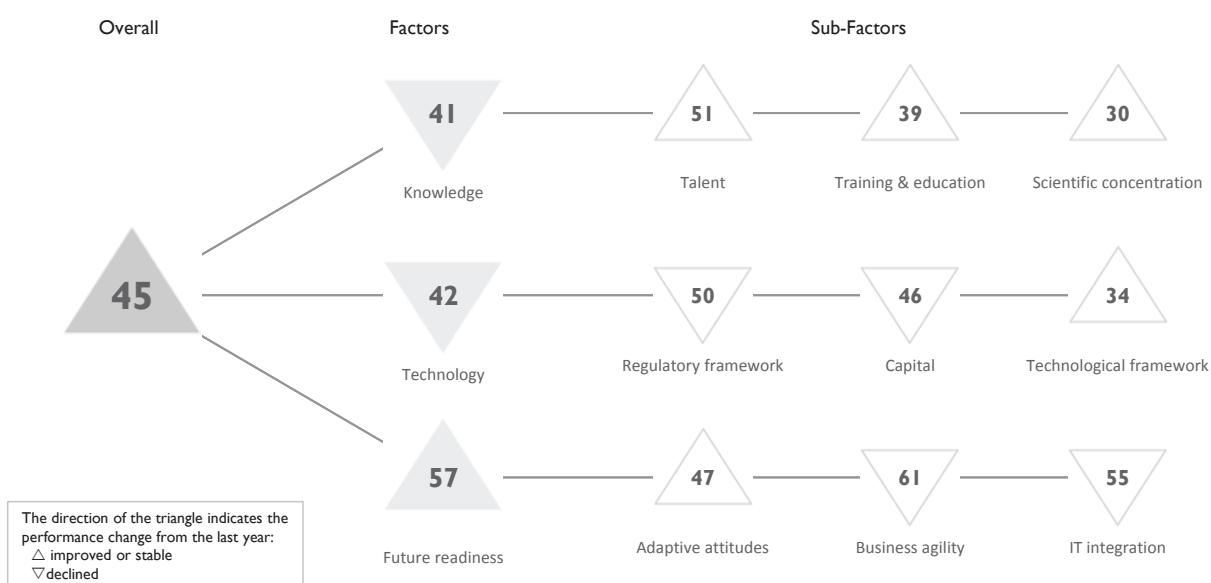 Overall Factors Sub-Factors
41 51 39 30
Knowledge Talent Training & education Scientific concentration
45
42 50 46 34
Technology Regulatory framework Capital Technological framework
57 47 61 55
Future readiness Adaptive attitudes Business agility IT integration
The direction of the triangle indicates the
performance change from the last year:
△ improved or stable
▽ declined